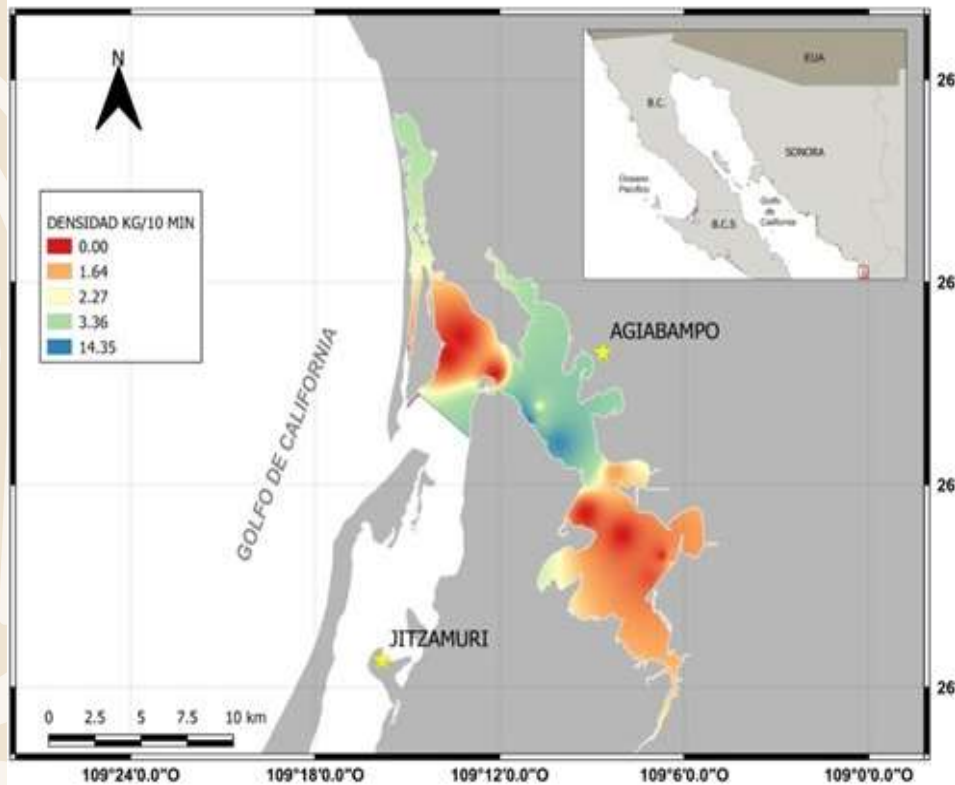 N
EUA
B.C.
SONORA
Oceano
Pacifico
Golfo
de
California
B.C.S
DENSIDAD KG/10 MIN
0.00
1.64
2.27
3.36
14.35
AGIABAMPO
GOLFO DE CALIFORNIA
JITZAMURI
0 2.5 5 7.5 10 km
26
26
26
26
109°24'0.0"O 109°18'0.0"O 109°12'0.0"O 109°6'0.0"O 109°0'0.0"O